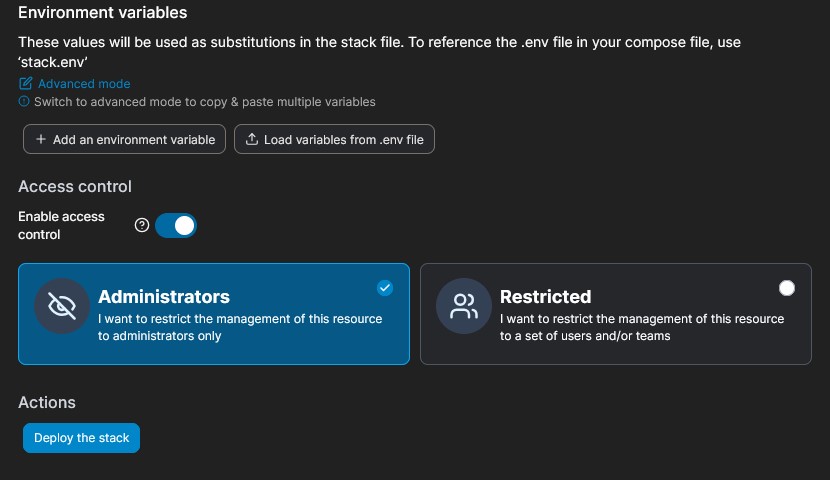 Environment variables
These values will be used as substitutions in the stack file. To reference the .env file in your compose file, use
‘stack.env’
Advanced mode
Switch to advanced mode to copy & paste multiple variables
+ Add an environment variable
Load variables from .env file
Access control
Enable access
control
Administrators
I want to restrict the management of this resource
to administrators only
Restricted
I want to restrict the management of this resource
to a set of users and/or teams
Actions
Deploy the stack